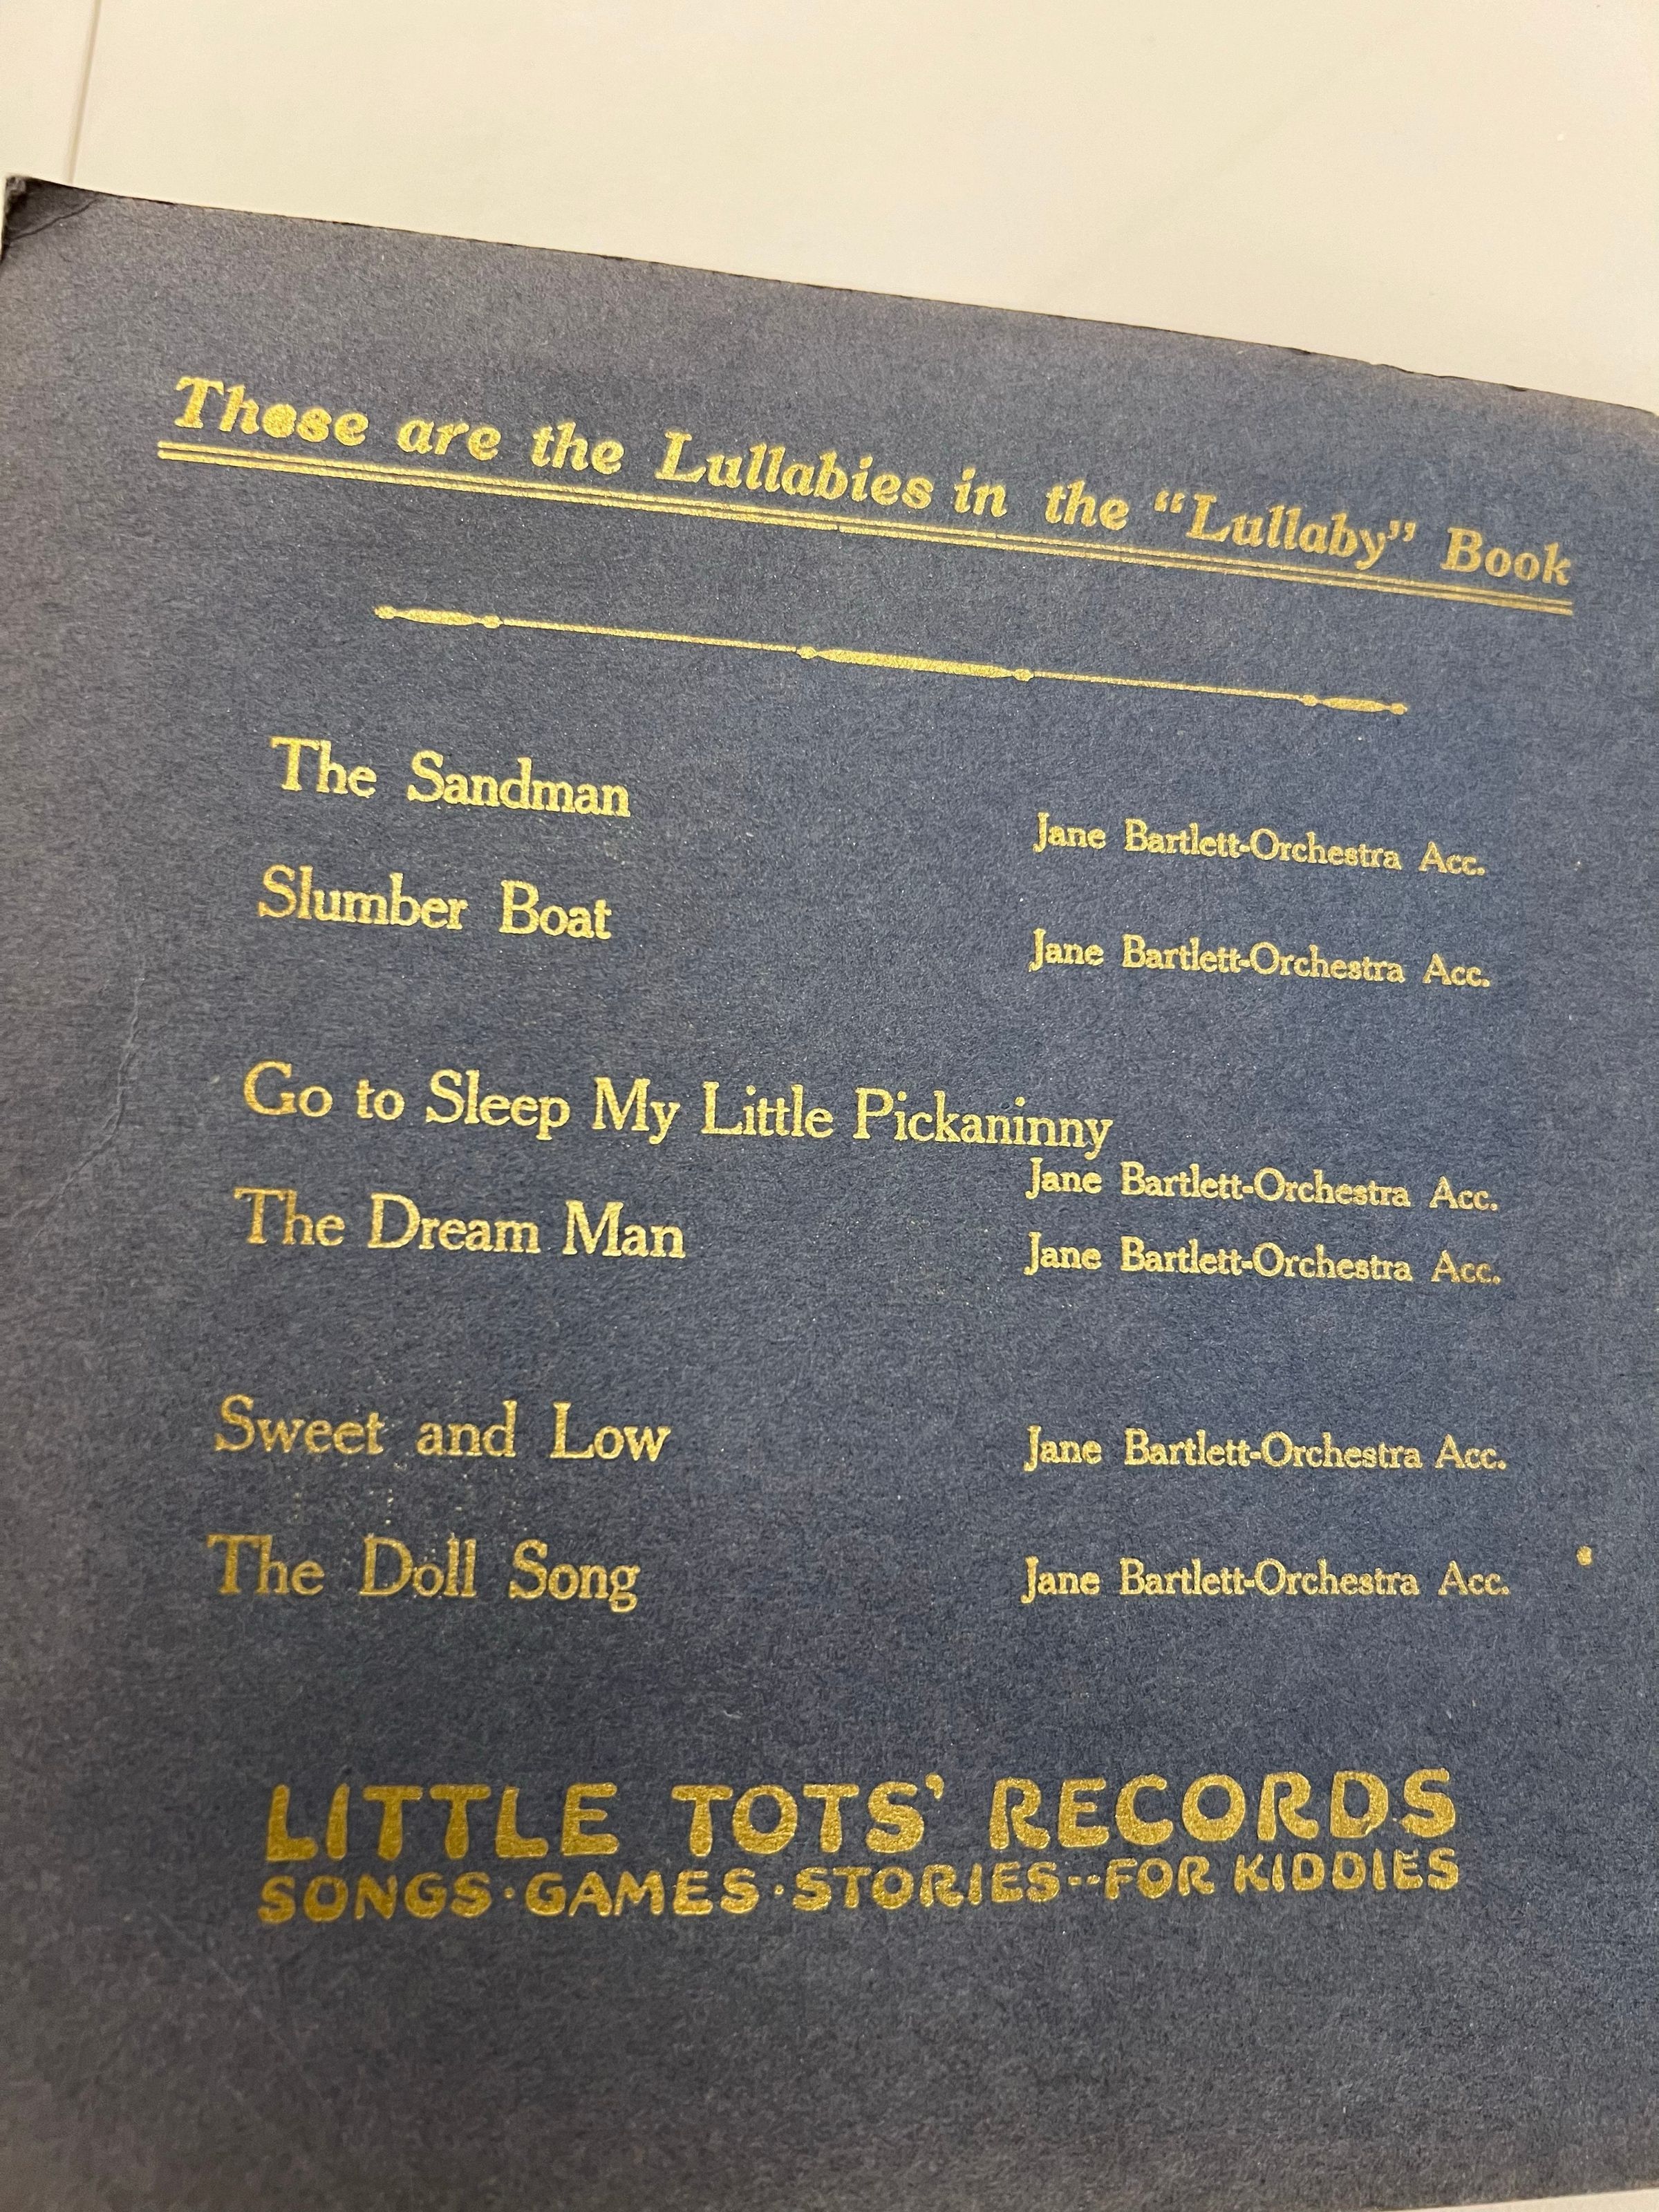 These are the Lullabies in the “Lullaby” Book
The Sandman
Jane Bartlett-Orchestra Acc.
Slumber Boat
Jane Bartlett-Orchestra Acc.
Go to Sleep My Little Pickaninny
Jane Bartlett-Orchestra Acc.
The Dream Man
Jane Bartlett-Orchestra Acc.
Sweet and Low
Jane Bartlett-Orchestra Acc.
The Doll Song
Jane Bartlett-Orchestra Acc.
LITTLE TOTS’ RECORDS
SONGS·GAMES·STORIES--FOR KIDDIES